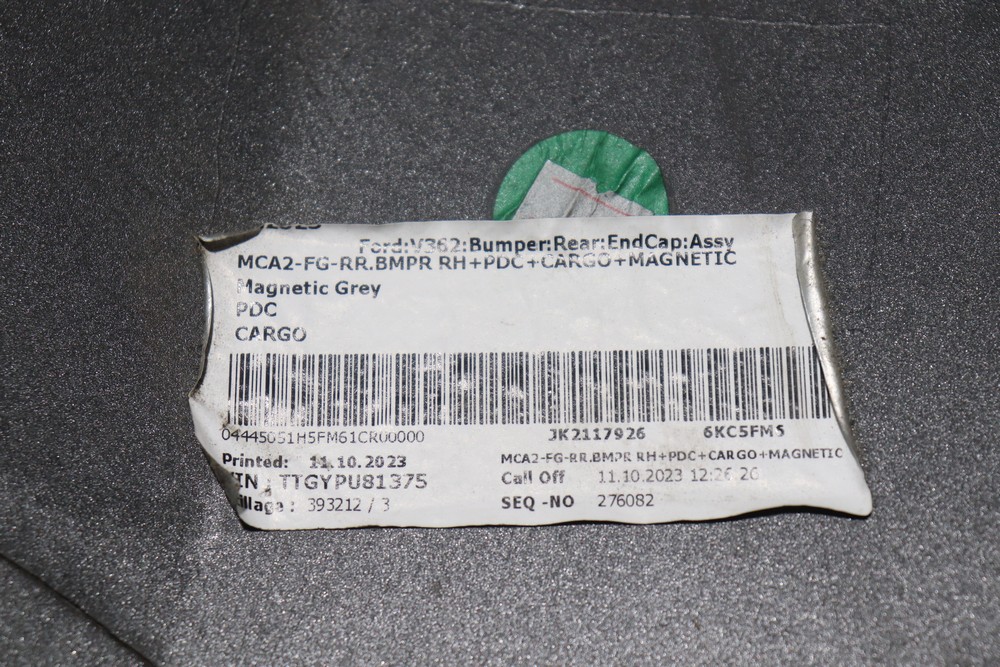 Ford:V362:Bumper:Rear:EndCap:Assy
MCA2-FG-RR.BMPR RH+PDC+CARGO+MAGNETIC
Magnetic Grey
PDC
CARGO
04445051H5FM61CR00000 JK2117926 6KC5FMS
Printed: 11.10.2023 MCA2-FG-RR.BMPR RH+PDC+CARGO+MAGNETIC
TTGYPU81375 Call Off 11.10.2023
393212 / 3 SEQ -NO 276082